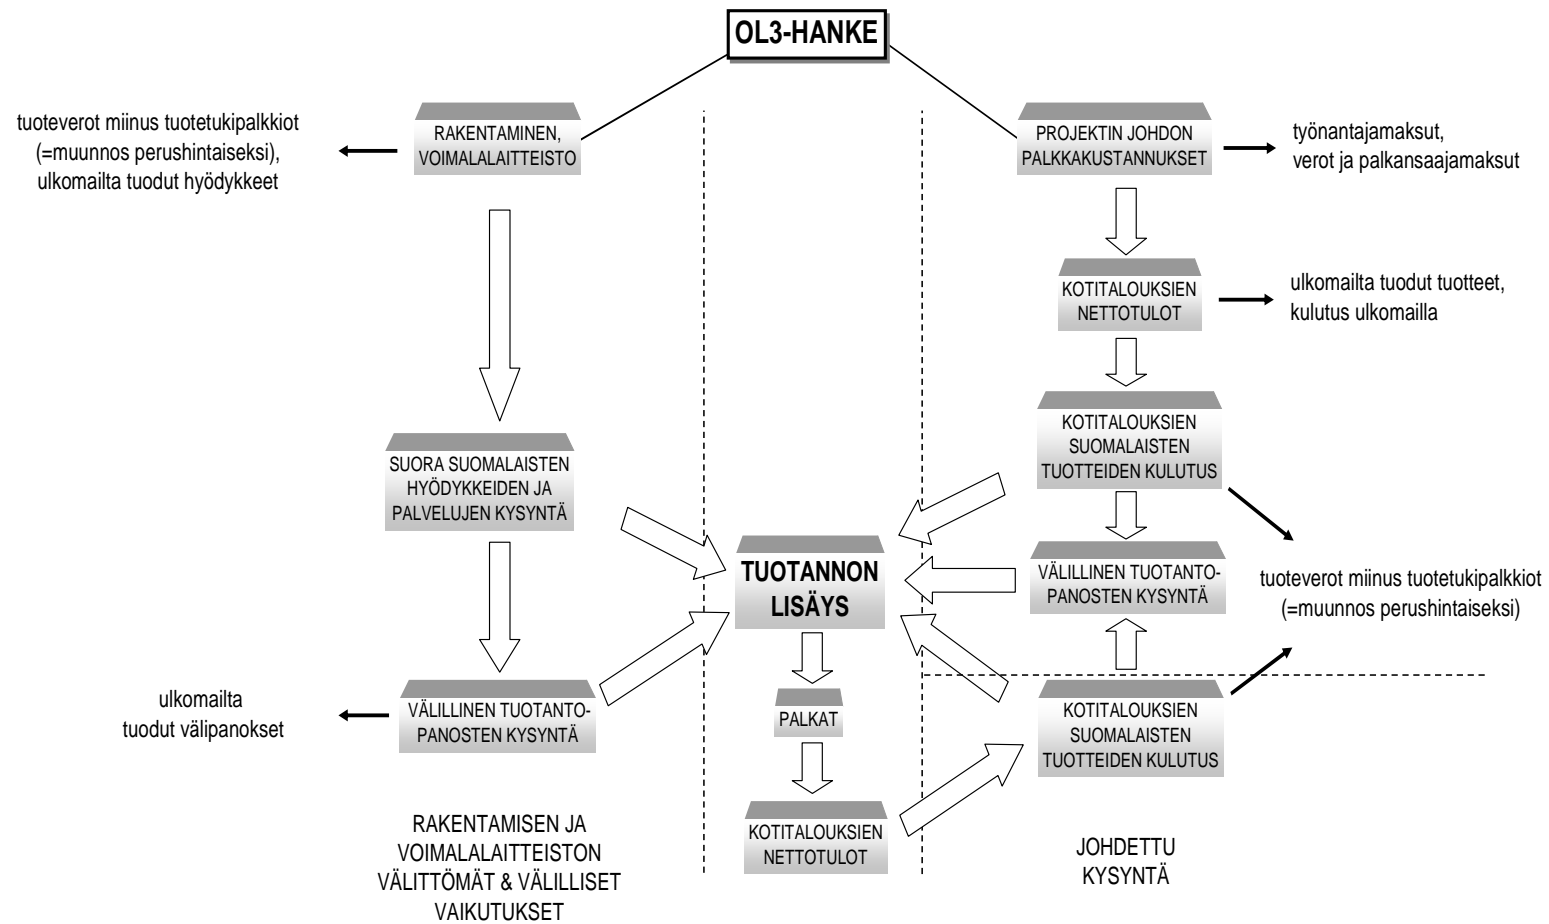 OL3-HANKE
tuoteverot miinus tuotetukipalkkiot
(=muunnos perushintaiseksi),
ulkomailta tuodut hyödykkeet
RAKENTAMINEN,
VOIMALALAITTEISTO
PROJEKTIN JOHDON
PALKKAKUSTANNUKSET
työnantajamaksut,
verot ja palkansaajamaksut
KOTITALOUKSIEN
NETTOTULOT
ulkomailta tuodut tuotteet,
kulutus ulkomailla
KOTITALOUKSIEN
SUOMALAISTEN
TUOTTEIDEN KULUTUS
SUORA SUOMALAISTEN
HYÖDYKKEIDEN JA
PALVELUJEN KYSYNTÄ
TUOTANNON
LISÄYS
VÄLILLINEN TUOTANTO-
PANOSTEN KYSYNTÄ
tuoteverot miinus tuotetukipalkkiot
(=muunnos perushintaiseksi)
ulkomailta
tuodut välipanokset
VÄLILLINEN TUOTANTO-
PANOSTEN KYSYNTÄ
PALKAT
KOTITALOUKSIEN
SUOMALAISTEN
TUOTTEIDEN KULUTUS
KOTITALOUKSIEN
NETTOTULOT
RAKENTAMISEN JA
VOIMALALAITTEISTON
VÄLITTÖMÄT & VÄLILLISET
VAIKUTUKSET
JOHDETTU
KYSYNTÄ